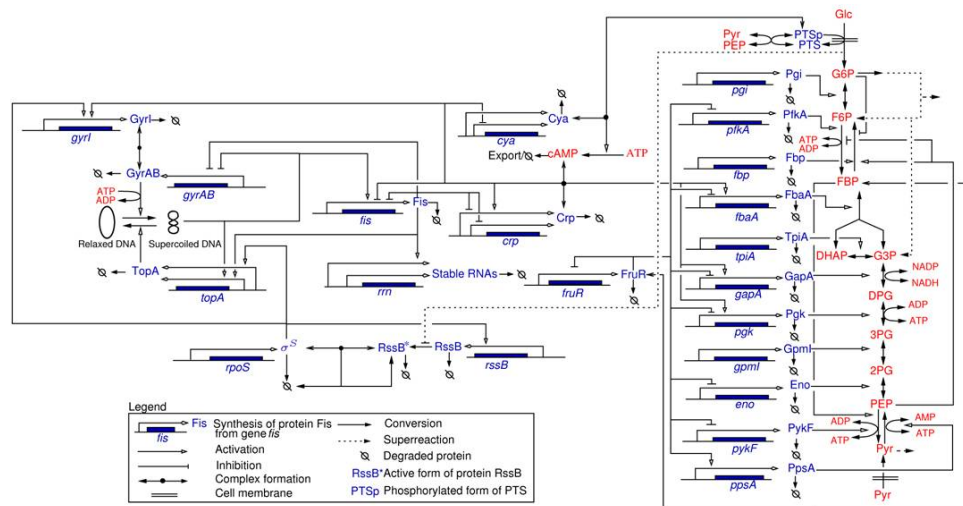 Glc
Pyr
PEP
PTSp
PTS
G6P
Pgi
pgi
F6P
PfkA
pfkA
ATP
ADP
Fbp
fbp
FBP
FbaA
fbaA
TpiA
tpiA
DHAP
G3P
GapA
gapA
NADP
NADH
DPG
Pgk
pgk
ADP
ATP
3PG
GpmI
gpmI
2PG
Eno
eno
PEP
PykF
pykF
ADP
ATP
AMP
ATP
Pyr
PpsA
ppsA
Pyr
GyrI
gyrI
Cya
cya
Export/
cAMP
ATP
GyrAB
gyrAB
ATP
ADP
Relaxed DNA
Supercoiled DNA
Fis
fis
Crp
crp
TopA
topA
Stable RNAs
rrn
FruR
fruR
σS
rpoS
RssB*
RssB
rssB
Legend
Fis
fis
Synthesis of protein Fis
from gene fis
Activation
Inhibition
Complex formation
Cell membrane
Conversion
Superreaction
Degraded protein
RssB* Active form of protein RssB
PTSp Phosphorylated form of PTS